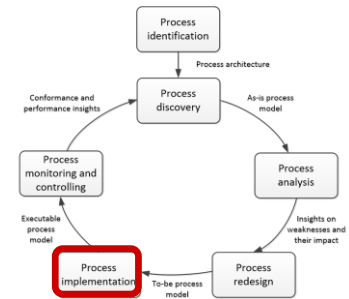 Process
identification
Process architecture
Process
discovery
As-is process
model
Process
analysis
Insights on
weaknesses and
their impact
Process
redesign
To-be process
model
Process
implementation
Executable
process
model
Process
monitoring and
controlling
Conformance and
performance insights